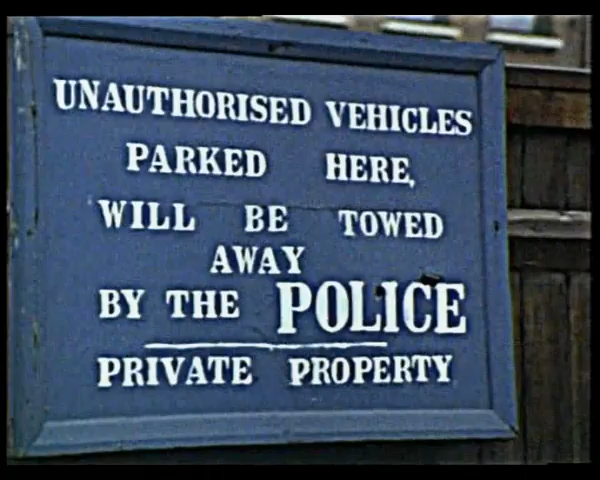 UNAUTHORISED VEHICLES
PARKED HERE,
WILL BE TOWED
AWAY
BY THE POLICE
PRIVATE PROPERTY